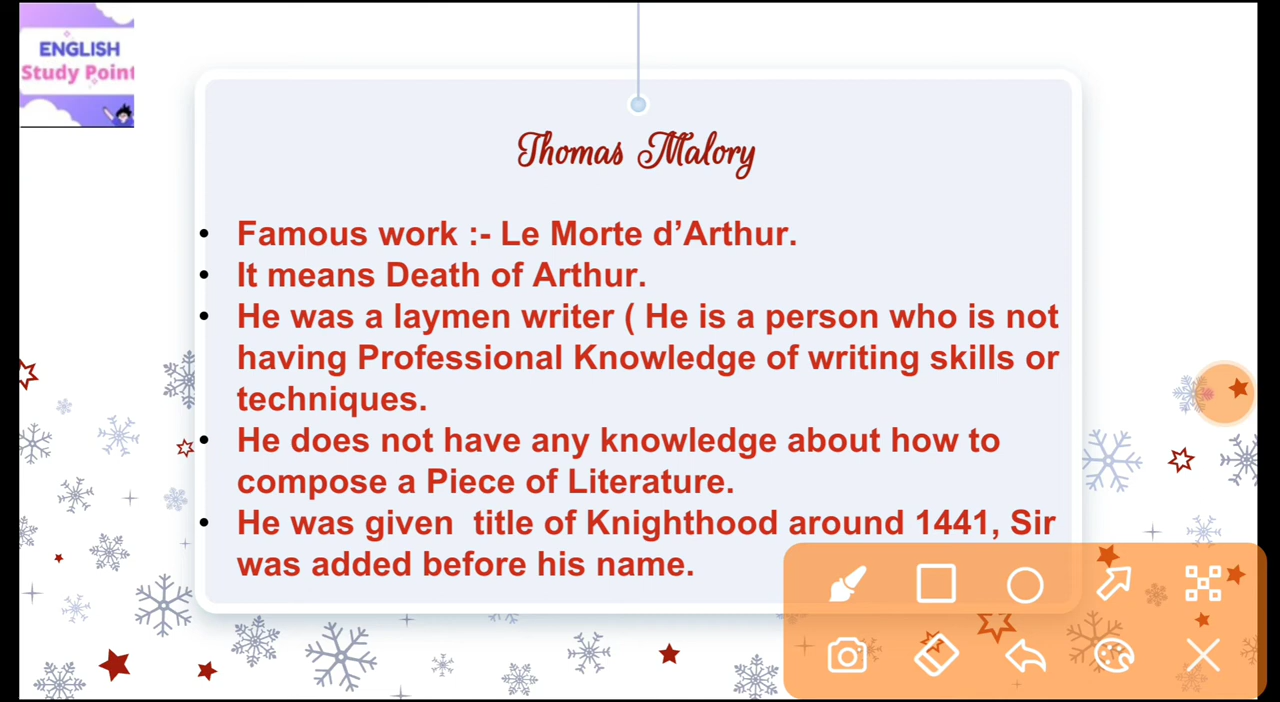 ENGLISH
Study Point
Thomas Malory
• Famous work :- Le Morte d’Arthur.
• It means Death of Arthur.
• He was a laymen writer ( He is a person who is not
having Professional Knowledge of writing skills or
techniques.
• He does not have any knowledge about how to
compose a Piece of Literature.
• He was given title of Knighthood around 1441, Sir
was added before his name.